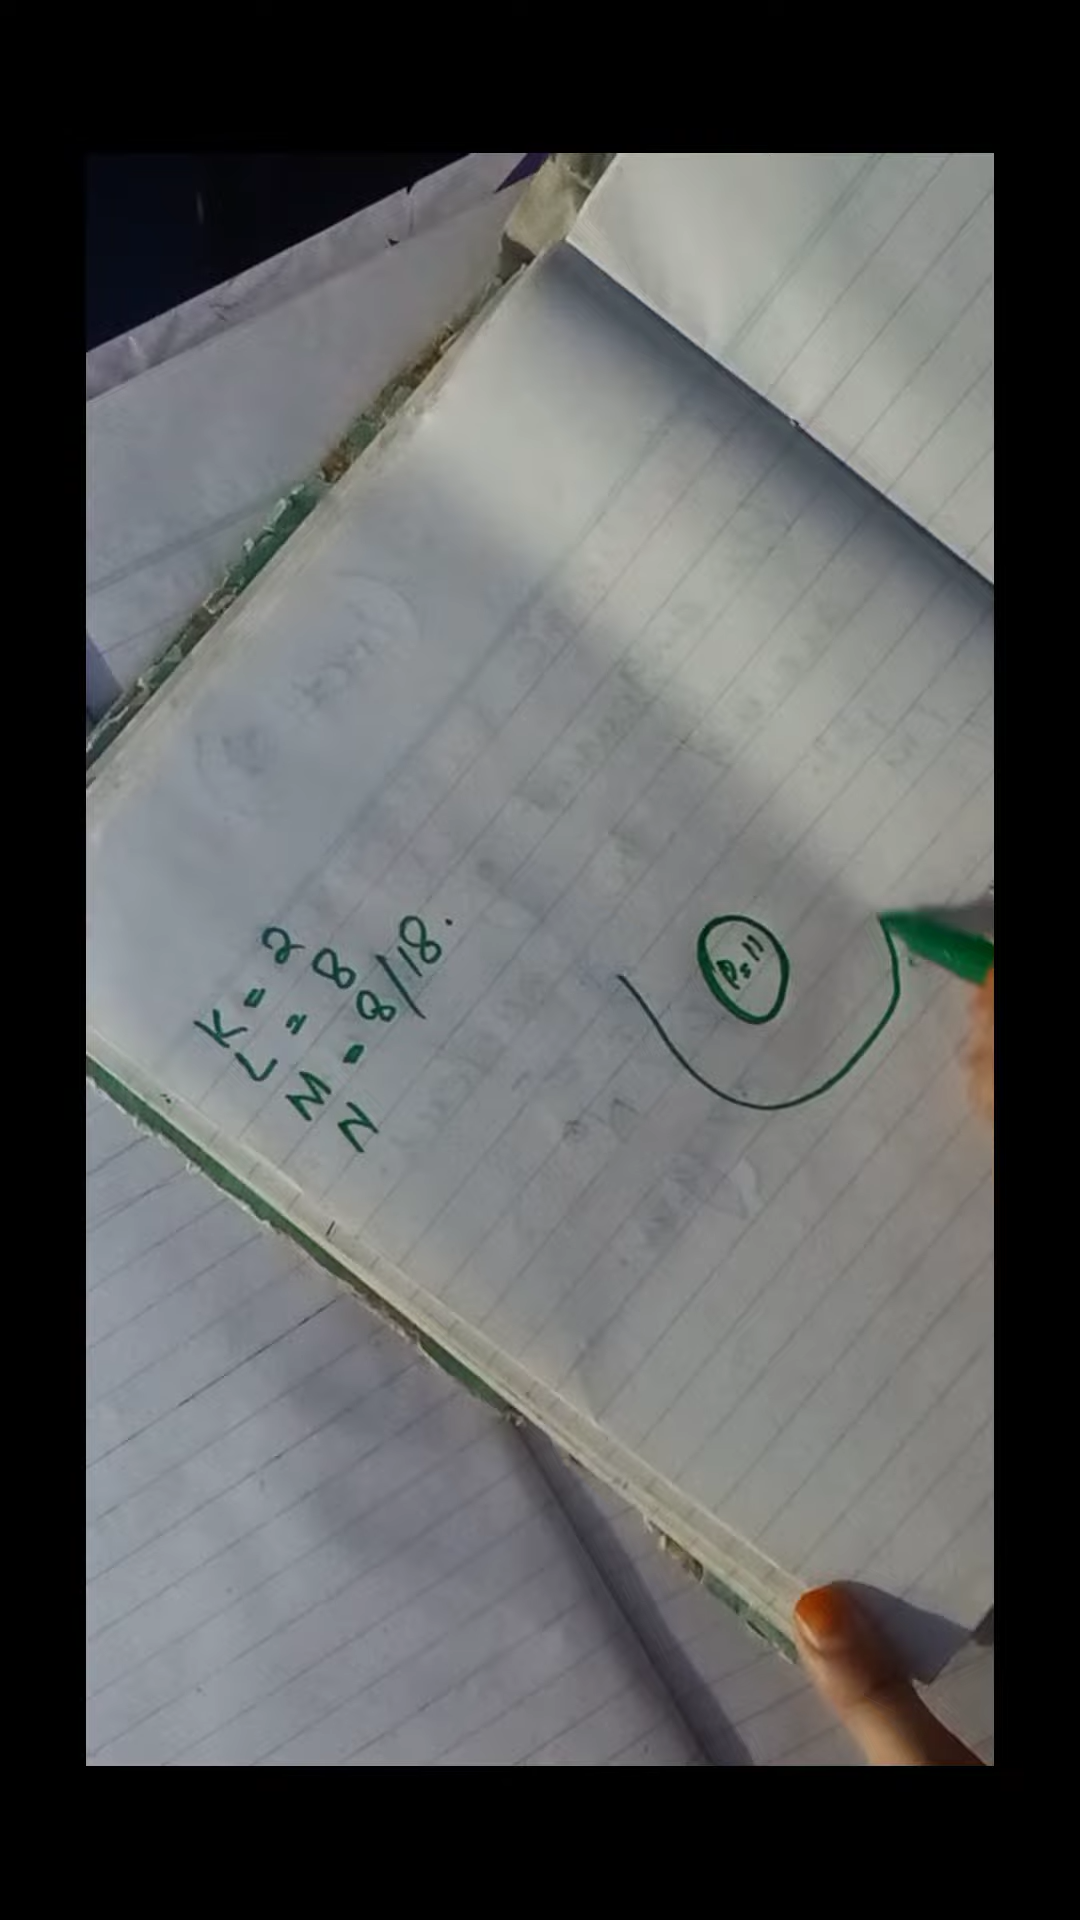 K = 2
L = 8
M = 8/18.
N
P=11